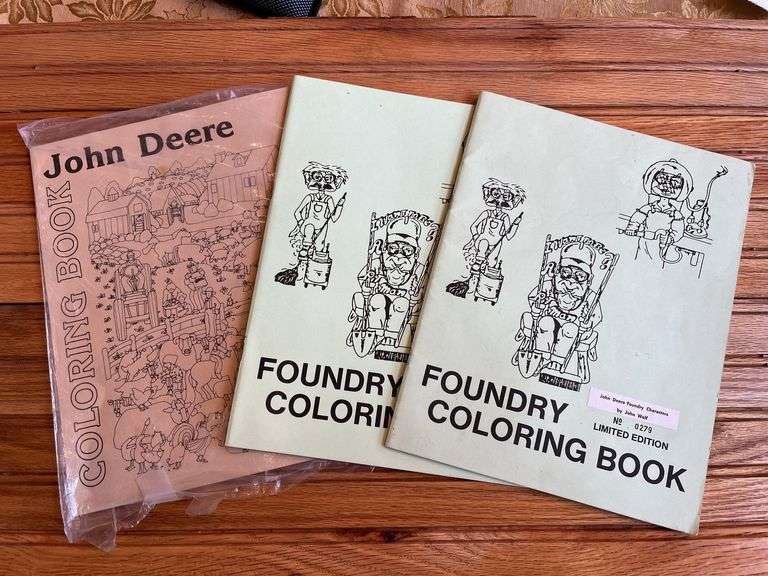 John Deere
COLORING BOOK
FOUNDRY
COLORIN
FOUNDRY
COLORING BOOK
John Deere Foundry Characters
by John Wolf
Nº 0279
LIMITED EDITION